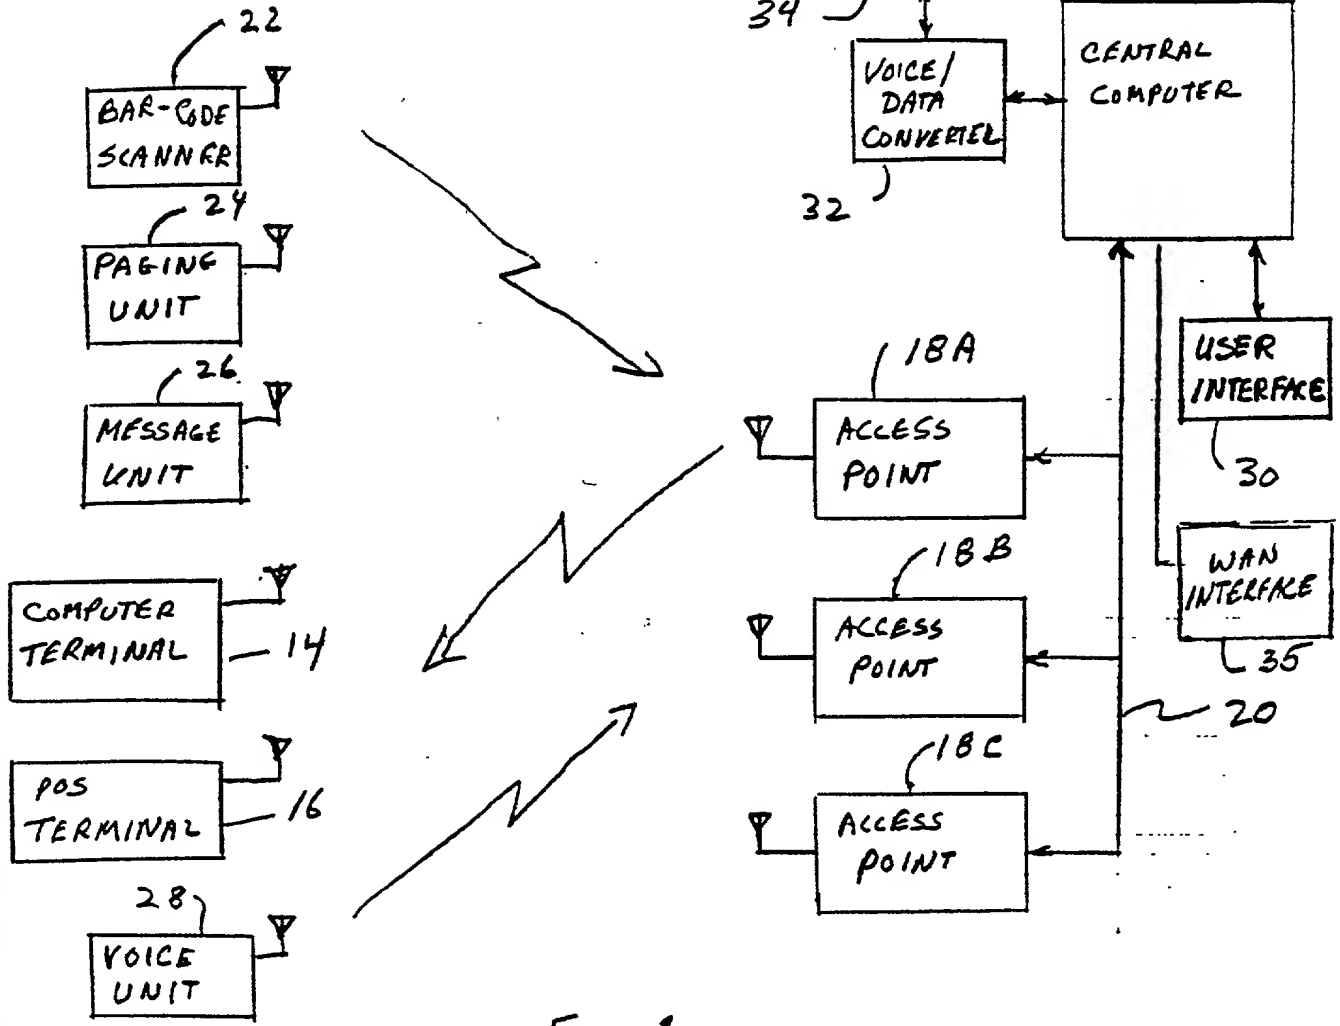 22
BAR-CODE
SCANNER
24
PAGING
UNIT
26
MESSAGE
UNIT
COMPUTER
TERMINAL
14
POS
TERMINAL
16
28
VOICE
UNIT
34
VOICE/
DATA
CONVERTER
32
CENTRAL
COMPUTER
USER
INTERFACE
30
18A
ACCESS
POINT
18B
ACCESS
POINT
WAN
INTERFACE
35
20
18C
ACCESS
POINT